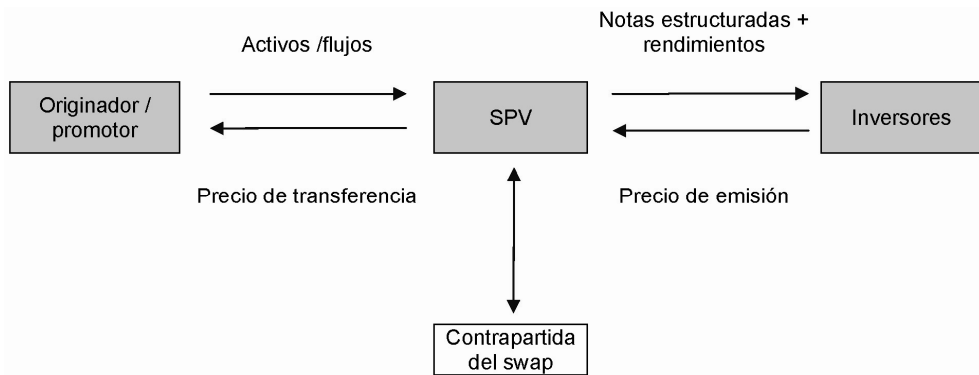 Activos /flujos
Notas estructuradas +
rendimientos
Originador /
promotor
SPV
Inversores
Precio de transferencia
Precio de emisión
Contrapartida
del swap